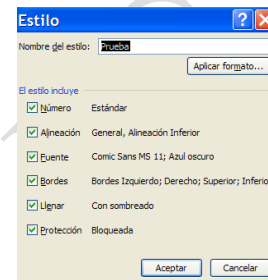 Estilo
Nombre del estilo: Prueba
Aplicar formato...
El estilo incluye
Número Estándar
Alineación General, Alineación Inferior
Fuente Comic Sans MS 11; Azul oscuro
Bordes Bordes Izquierdo; Derecho; Superior; Inferio
Llenar Con sombreado
Protección Bloqueada
Aceptar Cancelar